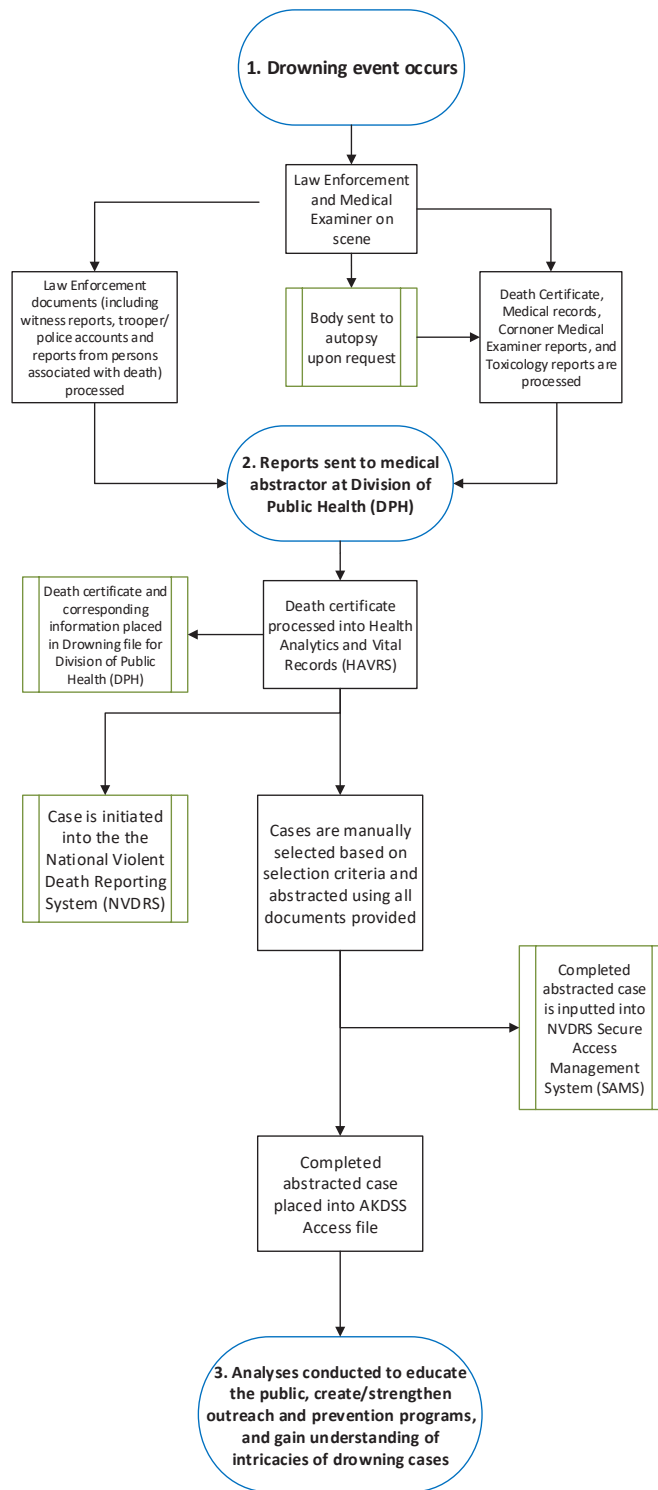 1. Drowning event occurs
Law Enforcement
and Medical
Examiner on
scene
Law Enforcement
documents (including
witness reports, trooper/
police accounts and
reports from persons
associated with death)
processed
Body sent to
autopsy
upon request
Death Certificate,
Medical records,
Cornoner Medical
Examiner reports, and
Toxicology reports are
processed
2. Reports sent to medical
abstractor at Division of
Public Health (DPH)
Death certificate and
corresponding
information placed
in Drowning file for
Division of Public
Health (DPH)
Death certificate
processed into Health
Analytics and Vital
Records (HAVRS)
Case is initiated
into the the
National Violent
Death Reporting
System (NVDRS)
Cases are manually
selected based on
selection criteria and
abstracted using all
documents provided
Completed
abstracted case
is inputted into
NVDRS Secure
Access
Management
System (SAMS)
Completed
abstracted case
placed into AKDSS
Access file
3. Analyses conducted to educate
the public, create/strengthen
outreach and prevention programs,
and gain understanding of
intricacies of drowning cases